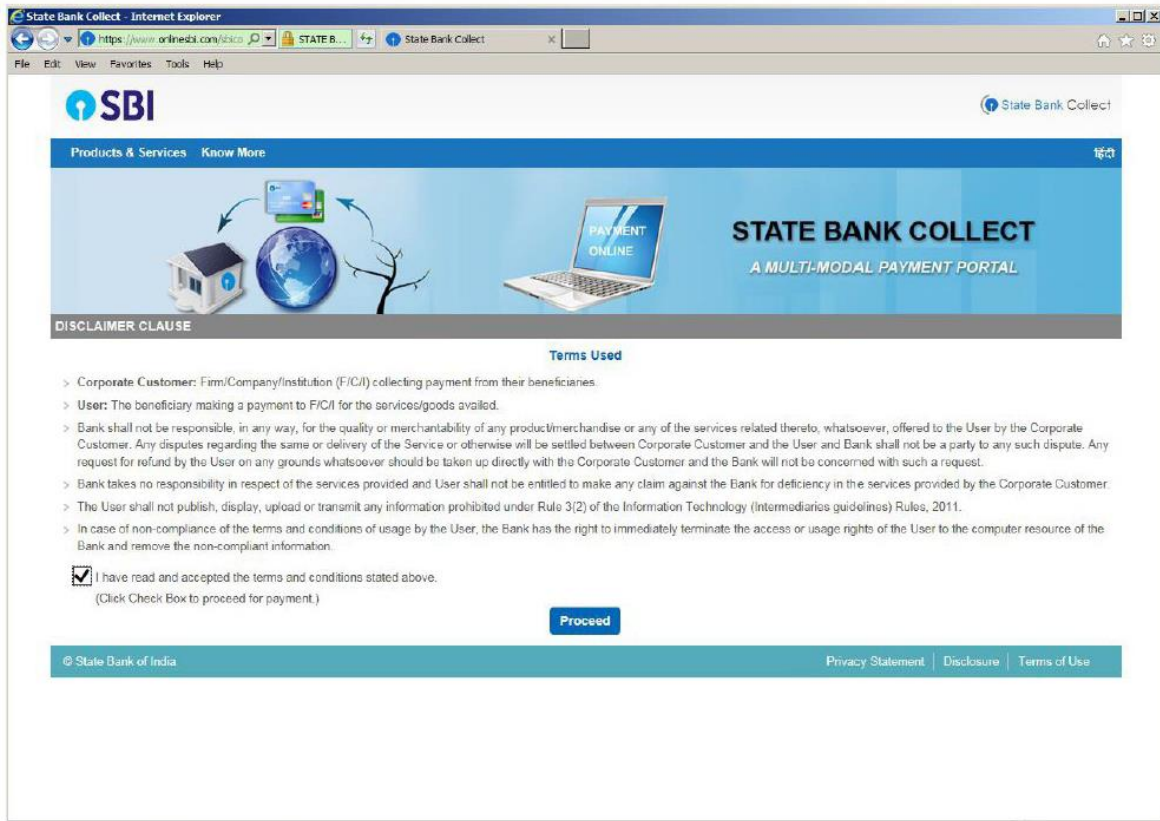 State Bank Collect - Internet Explorer
https://www.onlinesbi.com/sbico
STATE B...
State Bank Collect
File Edit View Favorites Tools Help
SBI
State Bank Collect
Products & Services Know More
हिंदी
PAYMENT
ONLINE
STATE BANK COLLECT
A MULTI-MODAL PAYMENT PORTAL
DISCLAIMER CLAUSE
Terms Used
> Corporate Customer: Firm/Company/Institution (F/C/I) collecting payment from their beneficiaries.
> User: The beneficiary making a payment to F/C/I for the services/goods availed.
> Bank shall not be responsible, in any way, for the quality or merchantability of any product/merchandise or any of the services related thereto, whatsoever, offered to the User by the Corporate
Customer. Any disputes regarding the same or delivery of the Service or otherwise will be settled between Corporate Customer and the User and Bank shall not be a party to any such dispute. Any
request for refund by the User on any grounds whatsoever should be taken up directly with the Corporate Customer and the Bank will not be concerned with such a request.
> Bank takes no responsibility in respect of the services provided and User shall not be entitled to make any claim against the Bank for deficiency in the services provided by the Corporate Customer.
> The User shall not publish, display, upload or transmit any information prohibited under Rule 3(2) of the Information Technology (Intermediaries guidelines) Rules, 2011.
> In case of non-compliance of the terms and conditions of usage by the User, the Bank has the right to immediately terminate the access or usage rights of the User to the computer resource of the
Bank and remove the non-compliant information.
I have read and accepted the terms and conditions stated above.
(Click Check Box to proceed for payment.)
Proceed
© State Bank of India
Privacy Statement | Disclosure | Terms of Use